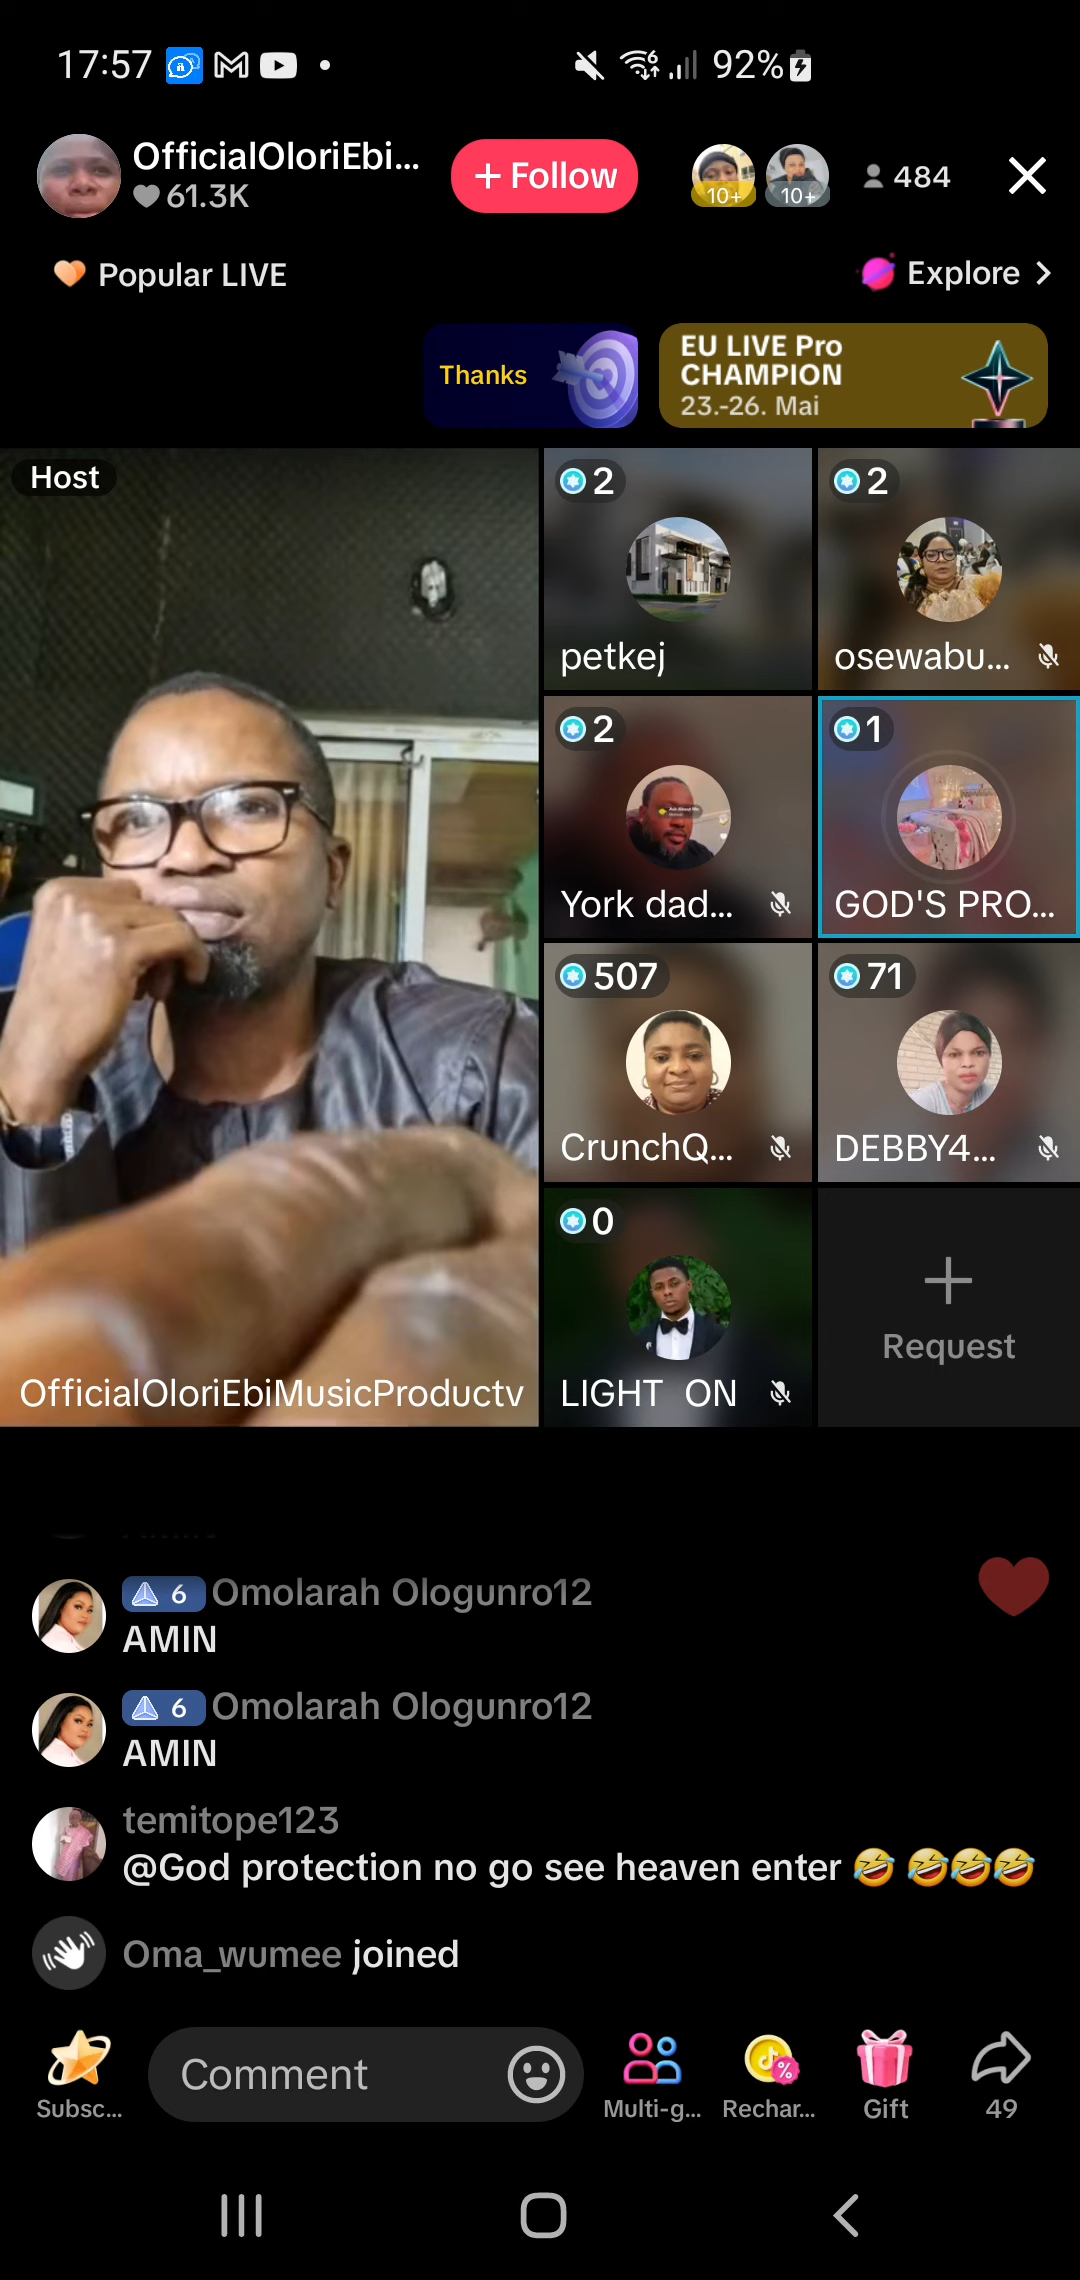 17:57
92%
OfficialOloriEbi...
61.3K
+ Follow
10+
10+
484
Popular LIVE
Explore
Thanks
EU LIVE Pro
CHAMPION
23.-26. Mai
Host
OfficialOloriEbiMusicProductv
2
petkej
2
osewabu...
2
York dad...
1
GOD'S PRO...
507
CrunchQ...
71
DEBBY4...
0
LIGHT ON
Request
6 Omolarah Ologunro12
AMIN
6 Omolarah Ologunro12
AMIN
temitope123
@God protection no go see heaven enter 🤣 🤣🤣🤣
Oma_wumee joined
Comment
Subsc...
Multi-g...
Rechar...
Gift
49